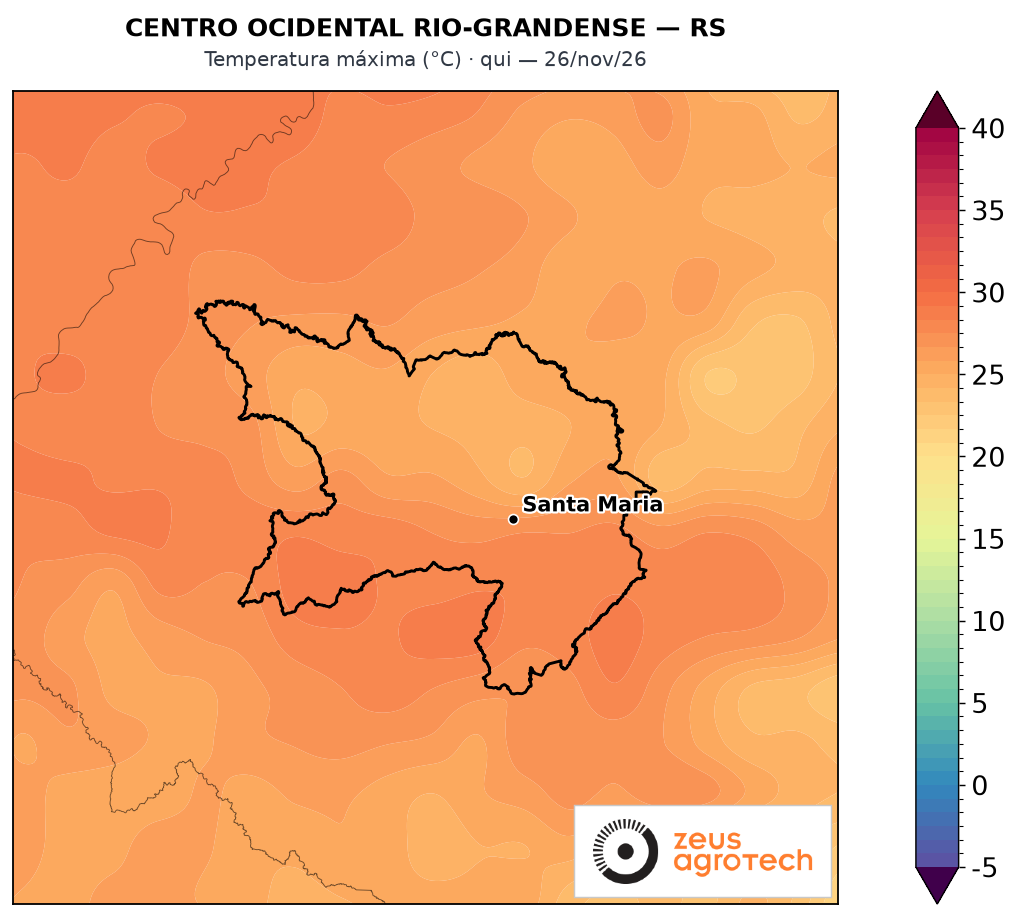 CENTRO OCIDENTAL RIO-GRANDENSE — RS
Temperatura máxima (°C) · qui — 26/nov/26
40
35
30
25
20
15
10
5
0
-5
Santa Maria
zeus
agrotech